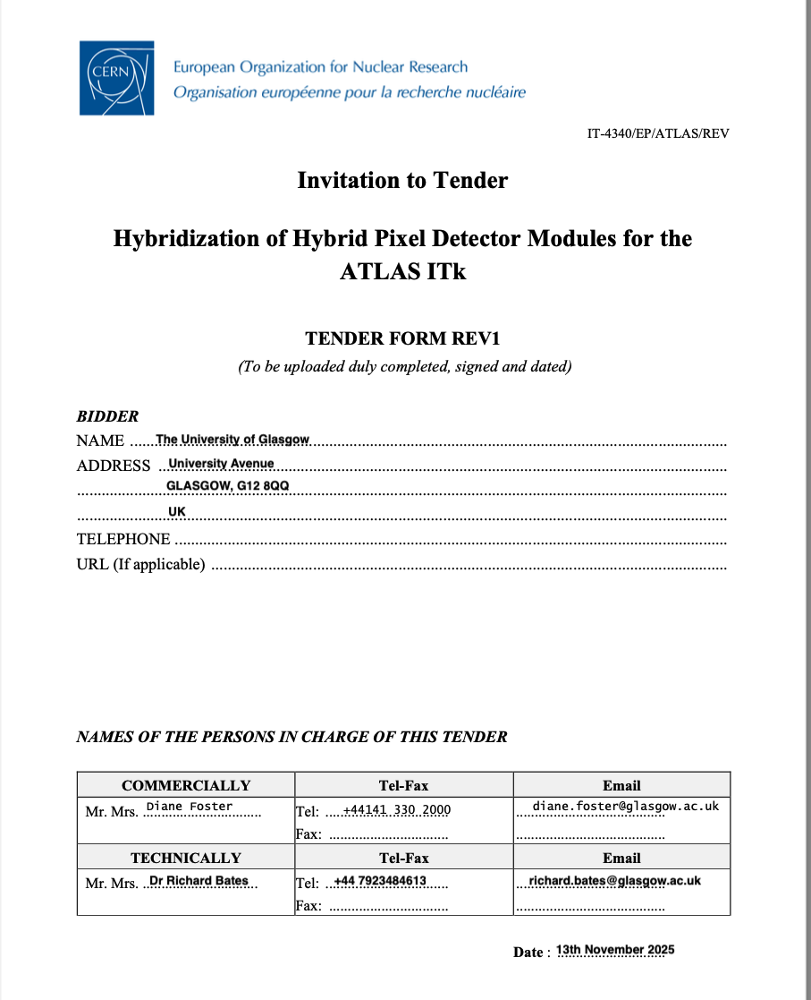 CERN
European Organization for Nuclear Research
Organisation européenne pour la recherche nucléaire
IT-4340/EP/ATLAS/REV
Invitation to Tender
Hybridization of Hybrid Pixel Detector Modules for the
ATLAS ITk
TENDER FORM REV1
(To be uploaded duly completed, signed and dated)
BIDDER
NAME ...... The University of Glasgow ......
ADDRESS ... University Avenue ......
...... GLASGOW, G12 8QQ ......
...... UK ......
TELEPHONE ......
URL (If applicable) ......
NAMES OF THE PERSONS IN CHARGE OF THIS TENDER
COMMERCIALLY Tel-Fax Email
Mr. Mrs. Diane Foster Tel: +44141 330 2000 diane.foster@glasgow.ac.uk
Fax: ......
TECHNICALLY Tel-Fax Email
Mr. Mrs. Dr Richard Bates Tel: +44 7923484613 richard.bates@glasgow.ac.uk
Fax: ......
Date : 13th November 2025